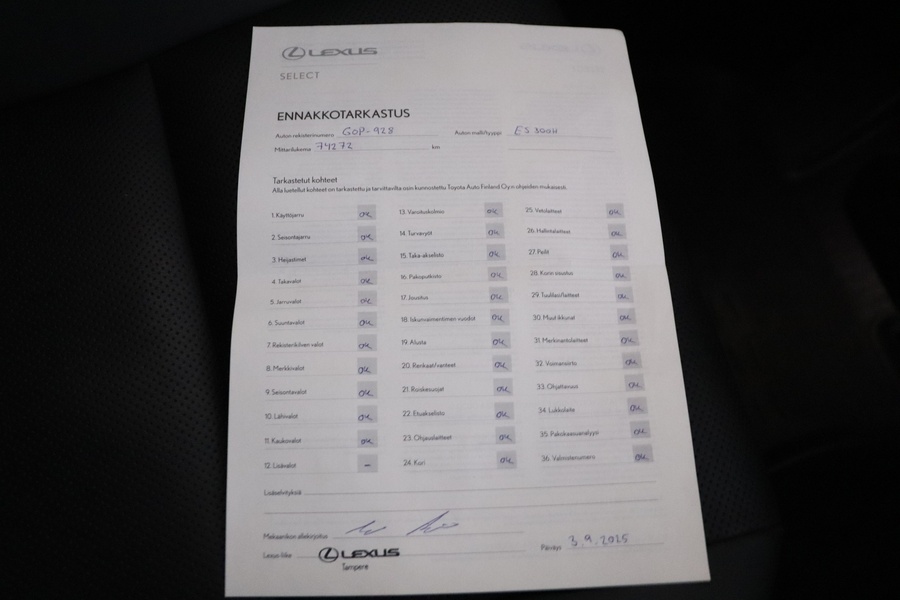 LEXUS
SELECT
ENNAKKOTARKASTUS
Auton rekisterinumero GOP-928 Auton malli/tyyppi ES 300H
Mittarilukema 74272 km
Tarkastetut kohteet
Alla luetellut kohteet on tarkastettu ja tarvittavilta osin kunnostettu Toyota Auto Finland Oy:n ohjeiden mukaisesti.
1. Käyttöjarru OK
2. Seisontajarru OK
3. Heijastimet OK
4. Takavalot OK
5. Jarruvalot OK
6. Suuntavalot OK
7. Rekisterikilven valot OK
8. Merkkivalot OK
9. Seisontavalot OK
10. Lähivalot OK
11. Kaukovalot OK
12. Lisävalot –
13. Varoituskolmio OK
14. Turvavyöt OK
15. Taka-akselisto OK
16. Pakoputkisto OK
17. Jousitus OK
18. Iskunvaimentimien vuodot OK
19. Alusta OK
20. Renkaat/vanteet OK
21. Roiskesuojat OK
22. Etuakselisto OK
23. Ohjauslaitteet OK
24. Kori OK
25. Vetolaitteet OK
26. Hallintalaitteet OK
27. Peilit OK
28. Korin sisustus OK
29. Tuulilasi/laitteet OK
30. Muut ikkunat OK
31. Merkinantolaitteet OK
32. Voimansiirto OK
33. Ohjattavuus OK
34. Lukkolaite OK
35. Pakokaasuanalyysi OK
36. Valmistenumero OK
Lisäselvityksiä
Mekaanikon allekirjoitus
Lexus-liike LEXUS Päiväys 3.9.2015
Tampere